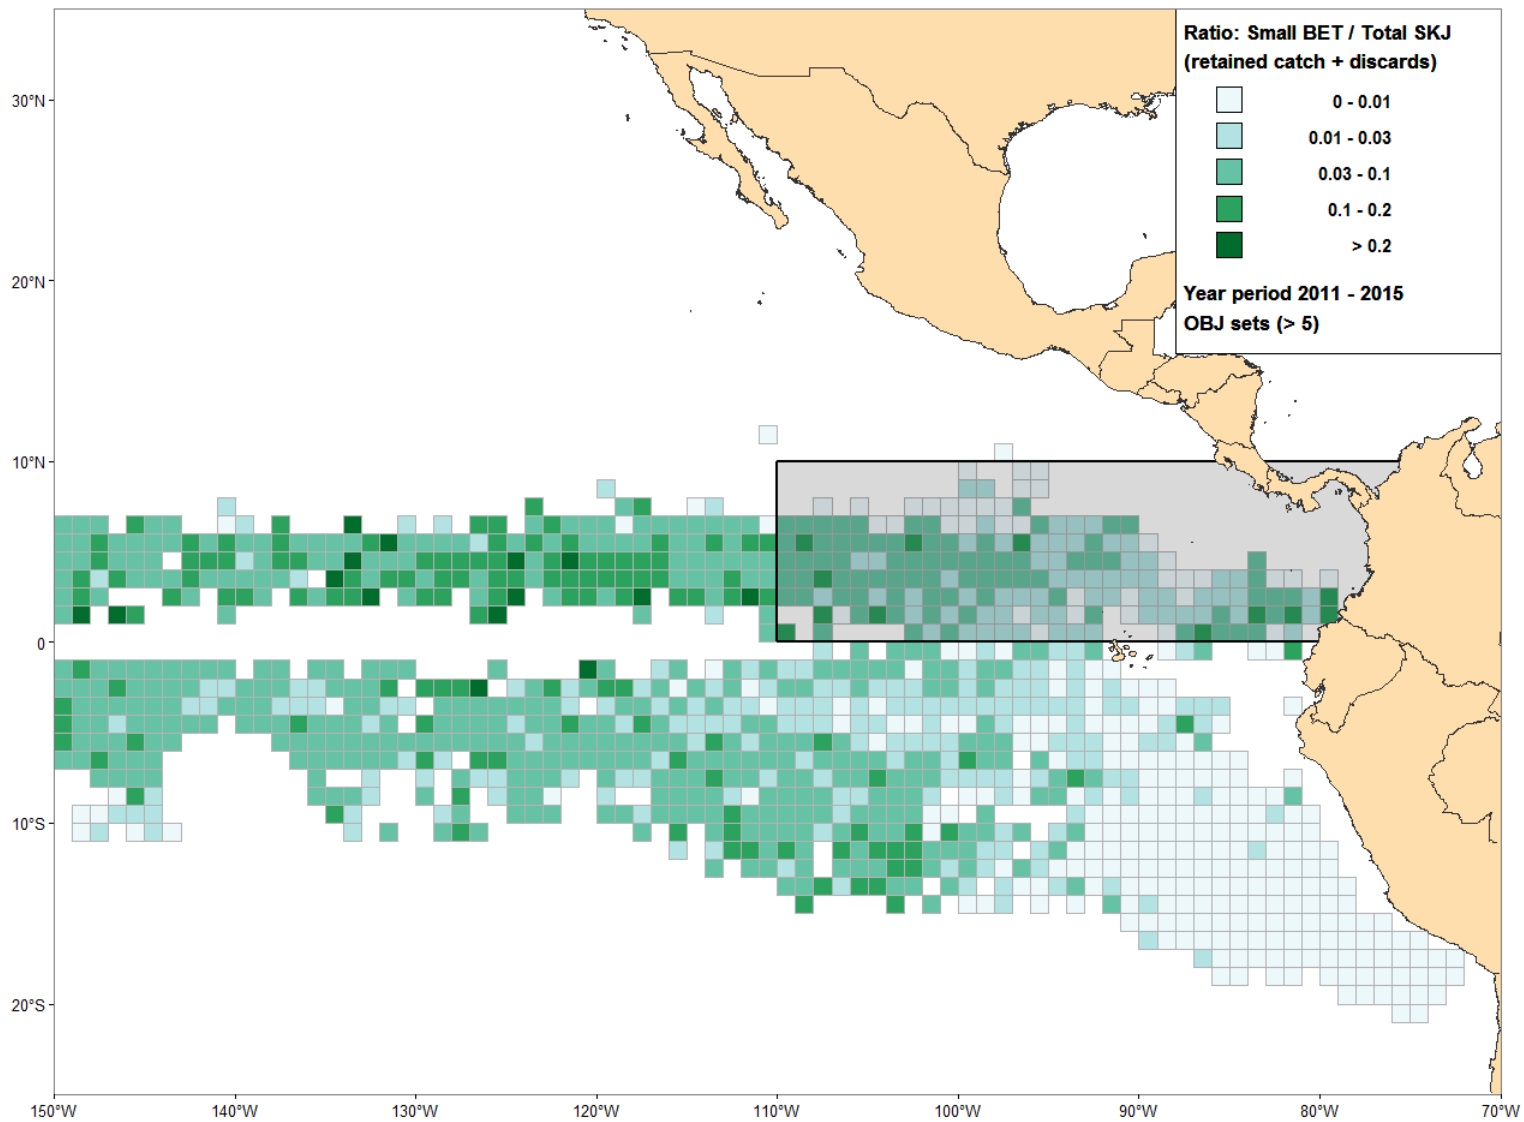 Ratio: Small BET / Total SKJ
(retained catch + discards)
0 - 0.01
0.01 - 0.03
0.03 - 0.1
0.1 - 0.2
> 0.2
Year period 2011 - 2015
OBJ sets (> 5)
30°N
20°N
10°N
0
10°S
20°S
150°W 140°W 130°W 120°W 110°W 100°W 90°W 80°W 70°W